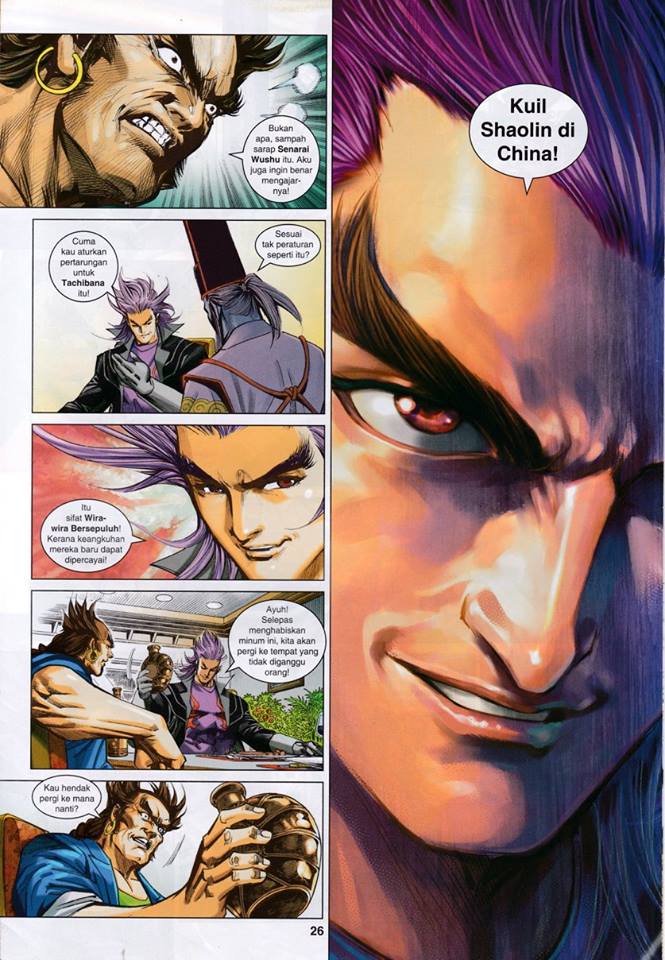 Bukan
apa, sampah
sarap Senarai
Wushu itu. Aku
juga ingin benar
mengajar-
nya!
Cuma
kau aturkan
pertarungan
untuk
Tachibana
itu!
Sesuai
tak peraturan
seperti itu?
Itu
sifat Wira-
wira Bersepuluh!
Kerana keangkuhan
mereka baru dapat
dipercayai!
Ayuh!
Selepas
menghabiskan
minum ini, kita akan
pergi ke tempat yang
tidak diganggu
orang!
Kau hendak
pergi ke mana
nanti?
26
Kuil
Shaolin di
China!